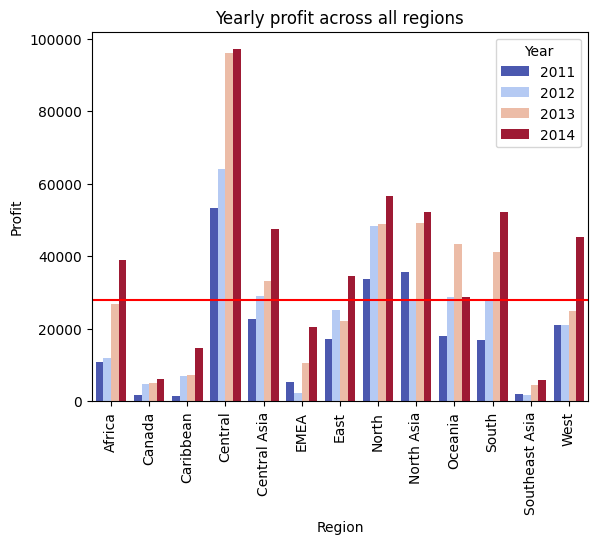 Yearly profit across all regions
Year
2011
2012
2013
2014
Profit
100000
80000
60000
40000
20000
0
Africa
Canada
Caribbean
Central
Central Asia
EMEA
East
North
North Asia
Oceania
South
Southeast Asia
West
Region